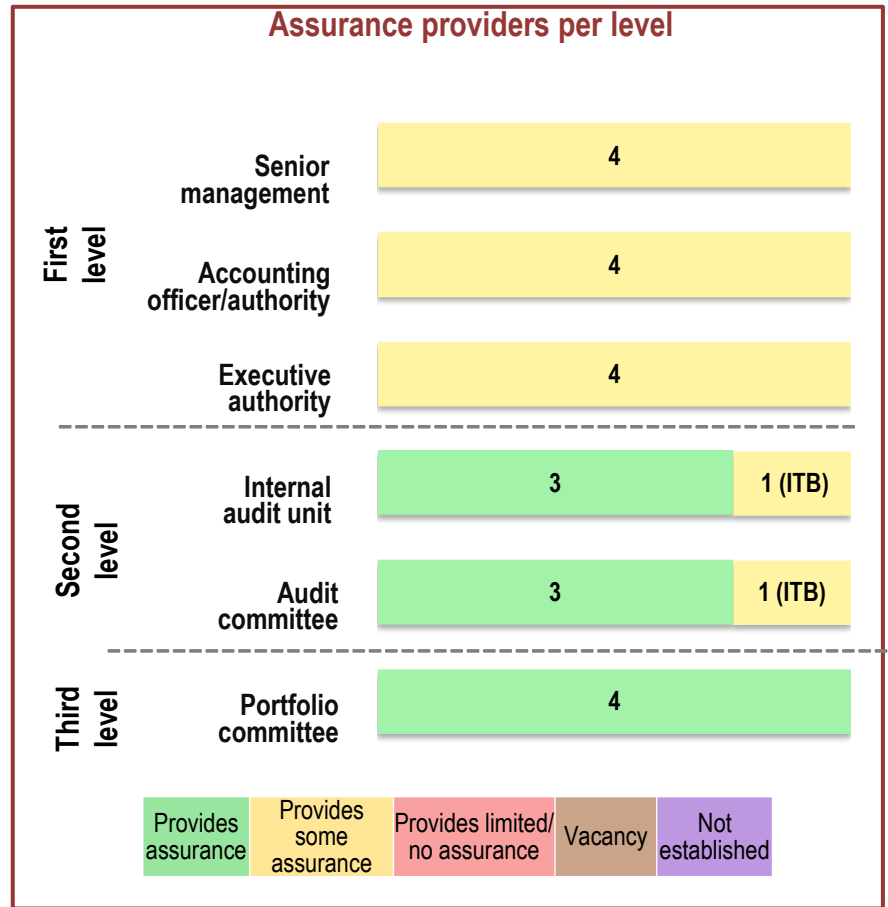 Assurance providers per level
First
level
Senior
management
4
Accounting
officer/authority
4
Executive
authority
4
Second
level
Internal
audit unit
3
1 (ITB)
Audit
committee
3
1 (ITB)
Third
level
Portfolio
committee
4
Provides
assurance
Provides
some
assurance
Provides limited/
no assurance
Vacancy
Not
established